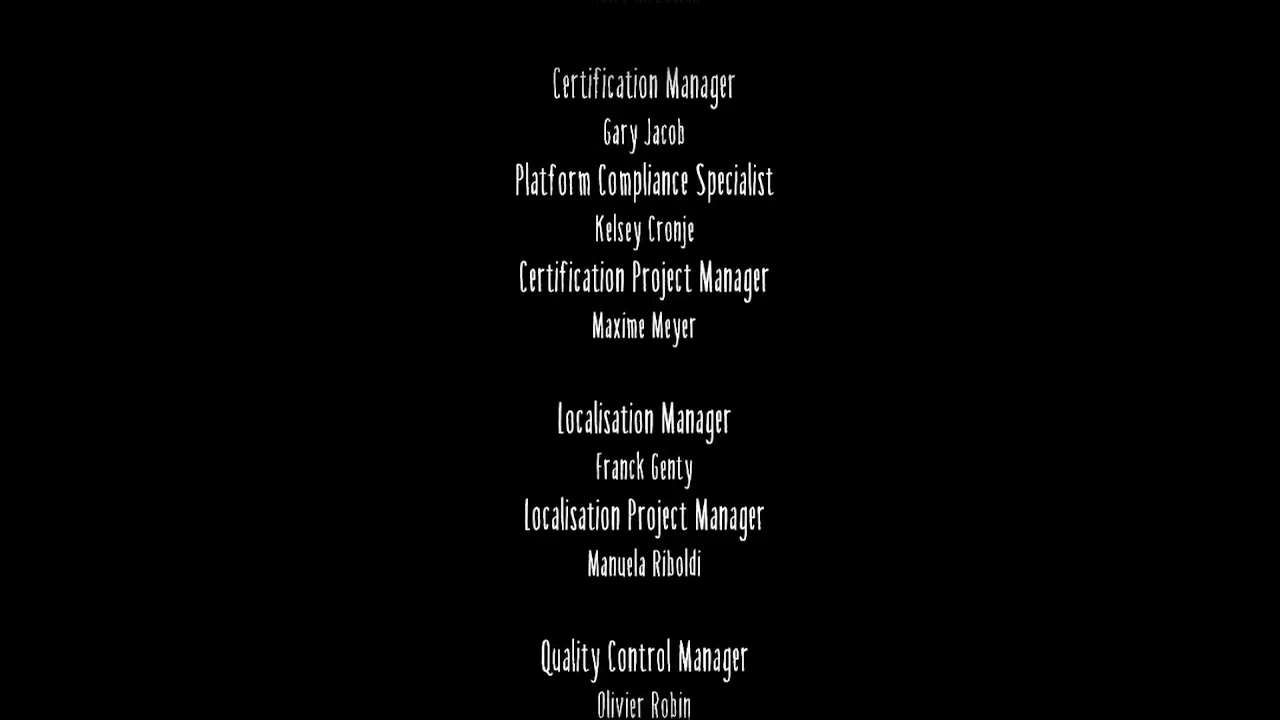 Certification Manager
Gary Jacob
Platform Compliance Specialist
Kelsey Cronje
Certification Project Manager
Maxime Meyer
Localisation Manager
Franck Genty
Localisation Project Manager
Manuela Riboldi
Quality Control Manager
Olivier Robin